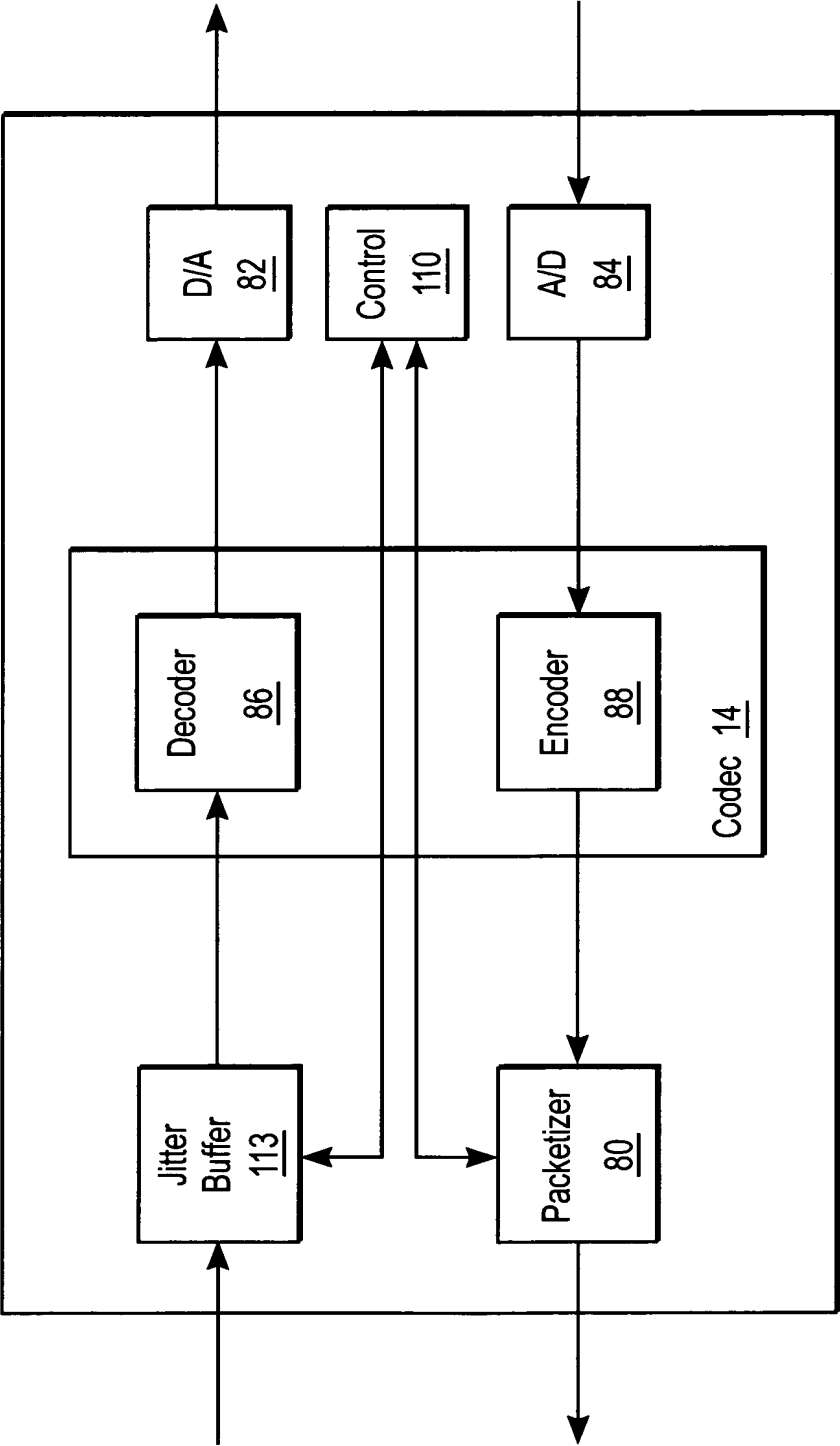 Jitter
Buffer
113
Decoder
86
D/A
82
Control
110
Packetizer
80
Encoder
88
A/D
84
Codec 14